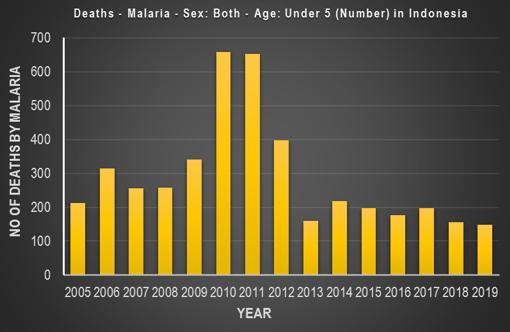 Deaths - Malaria - Sex: Both - Age: Under 5 (Number) in Indonesia
NO OF DEATHS BY MALARIA
700
600
500
400
300
200
100
0
2005 2006 2007 2008 2009 2010 2011 2012 2013 2014 2015 2016 2017 2018 2019
YEAR